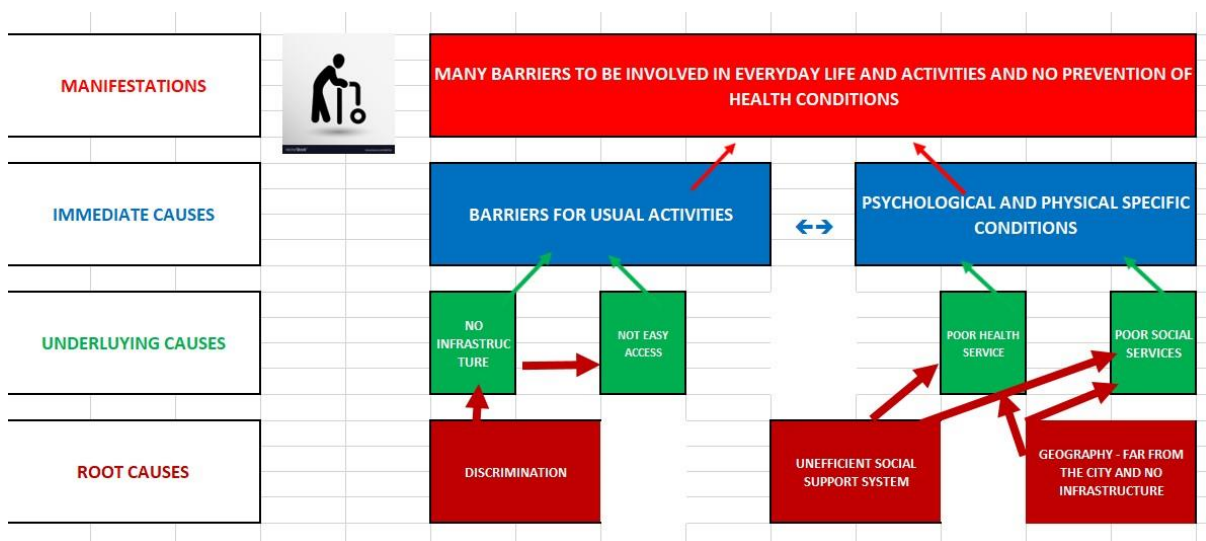 MANIFESTATIONS
MANY BARRIERS TO BE INVOLVED IN EVERYDAY LIFE AND ACTIVITIES AND NO PREVENTION OF
HEALTH CONDITIONS
IMMEDIATE CAUSES
BARRIERS FOR USUAL ACTIVITIES
PSYCHOLOGICAL AND PHYSICAL SPECIFIC
CONDITIONS
UNDERLUYING CAUSES
NO
INFRASTRUC
TURE
NOT EASY
ACCESS
POOR HEALTH
SERVICE
POOR SOCIAL
SERVICES
ROOT CAUSES
DISCRIMINATION
UNEFFICIENT SOCIAL
SUPPORT SYSTEM
GEOGRAPHY - FAR FROM
THE CITY AND NO
INFRASTRUCTURE